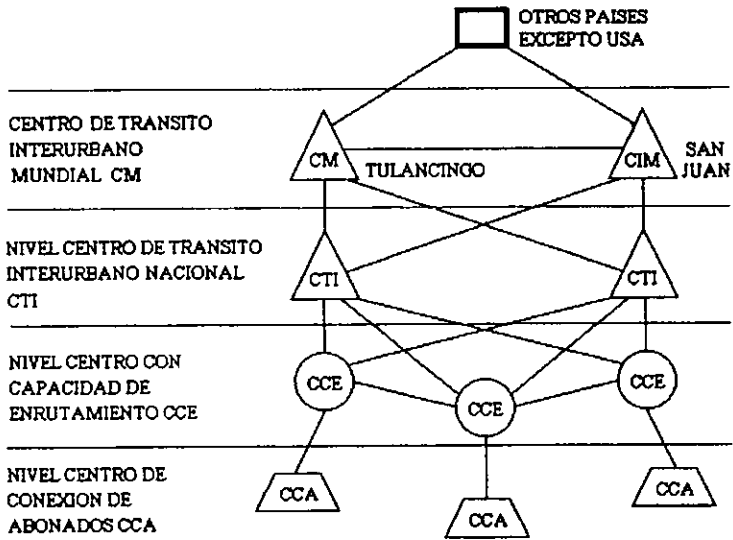 OTROS PAISES
EXCEPTO USA
CENTRO DE TRANSITO
INTERURBANO
MUNDIAL CM
CM
TULANCINGO
CIM
SAN
JUAN
NIVEL CENTRO DE TRANSITO
INTERURBANO NACIONAL
CTI
CTI
CTI
NIVEL CENTRO CON
CAPACIDAD DE
ENRUTAMIENTO CCE
CCE
CCE
CCE
NIVEL CENTRO DE
CONEXION DE
ABONADOS CCA
CCA
CCA
CCA